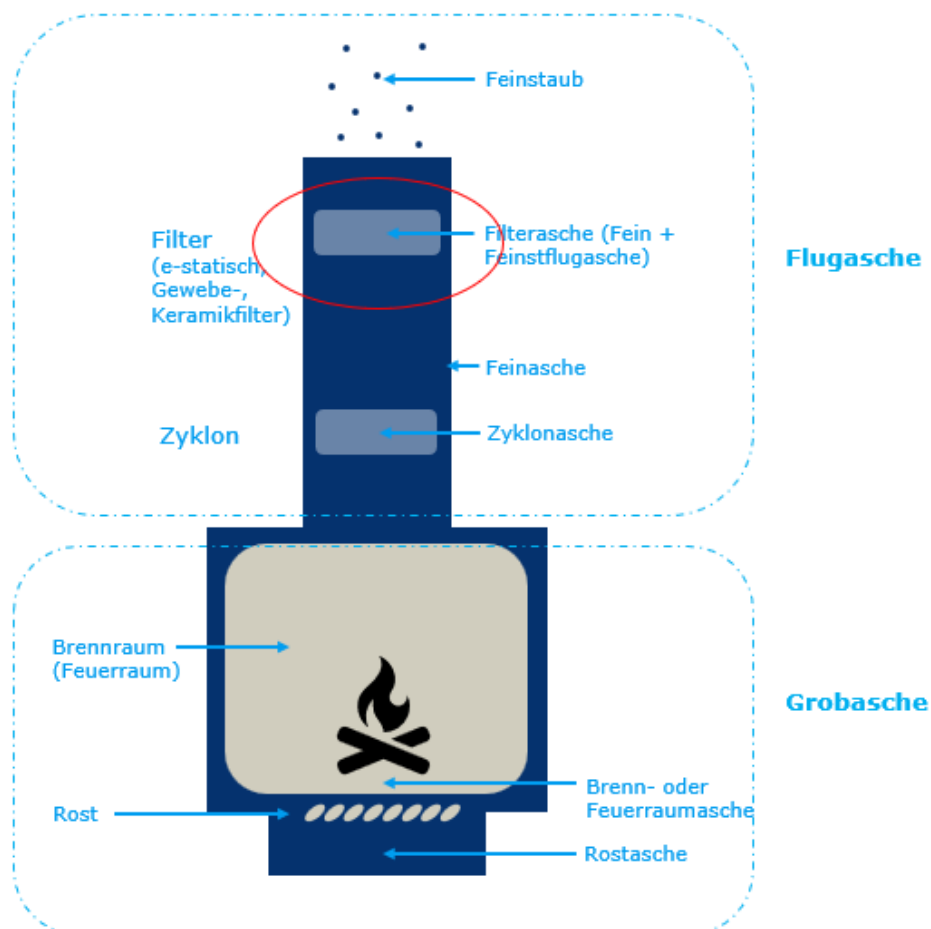 Feinstaub
Filter
(e-statisch,
Gewebe-,
Keramikfilter)
Filterasche (Fein +
Feinstflugasche)
Flugasche
Feinasche
Zyklon
Zyklonasche
Brennraum
(Feuerraum)
Grobasche
Brenn- oder
Feuerraumasche
Rost
Rostasche